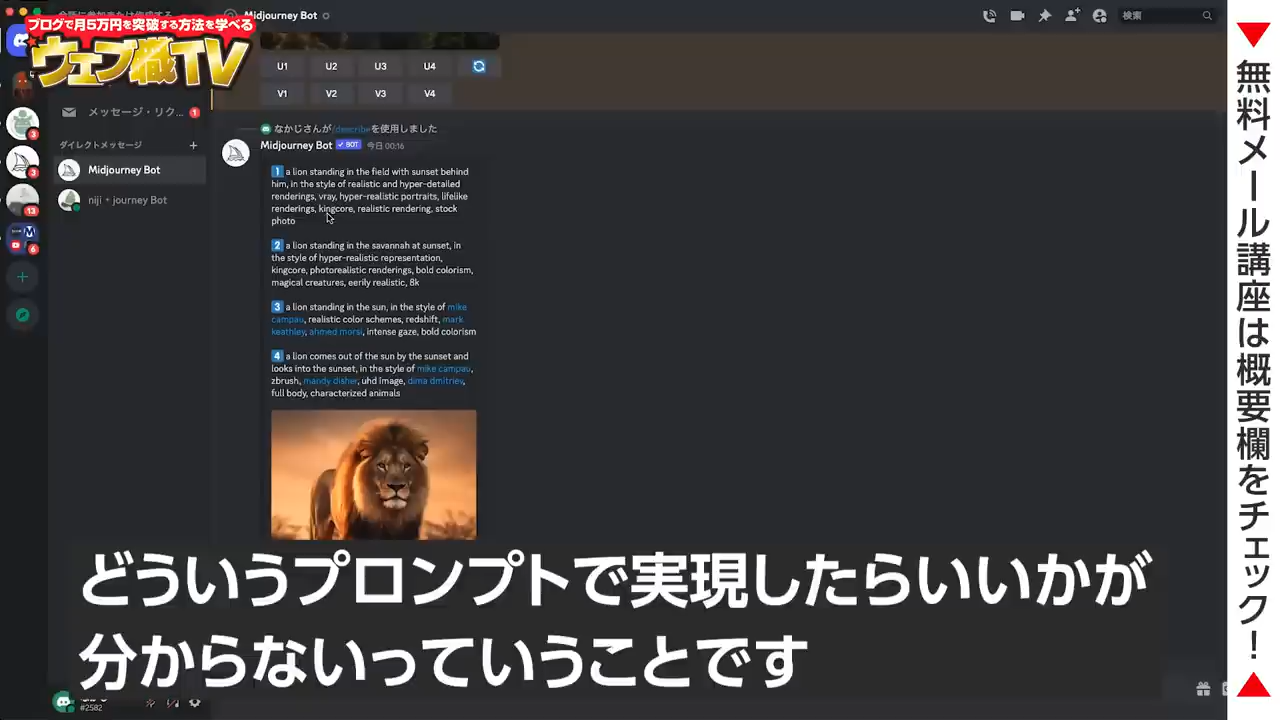 ブログで月5万円を突破する方法を学べる
ウェブ職TV
Midjourney Bot
検索
メッセージ・リク...
1
ダイレクトメッセージ
Midjourney Bot
niji・journey Bot
3
3
13
6
U1 U2 U3 U4
V1 V2 V3 V4
なかじさんが/describeを使用しました
Midjourney Bot BOT 今日 00:16
1 a lion standing in the field with sunset behind
him, in the style of realistic and hyper-detailed
renderings, vray, hyper-realistic portraits, lifelike
renderings, kingcore, realistic rendering, stock
photo
2 a lion standing in the savannah at sunset, in
the style of hyper-realistic representation,
kingcore, photorealistic renderings, bold colorism,
magical creatures, eerily realistic, 8k
3 a lion standing in the sun, in the style of mike
campau, realistic color schemes, redshift, mark
keathley, ahmed morsi, intense gaze, bold colorism
4 a lion comes out of the sun by the sunset and
looks into the sunset, in the style of mike campau,
zbrush, mandy disher, uhd image, dima dmitriev,
full body, characterized animals
どういうプロンプトで実現したらいいかが
分からないっていうことです
#2582
無料メール講座は概要欄をチェック!